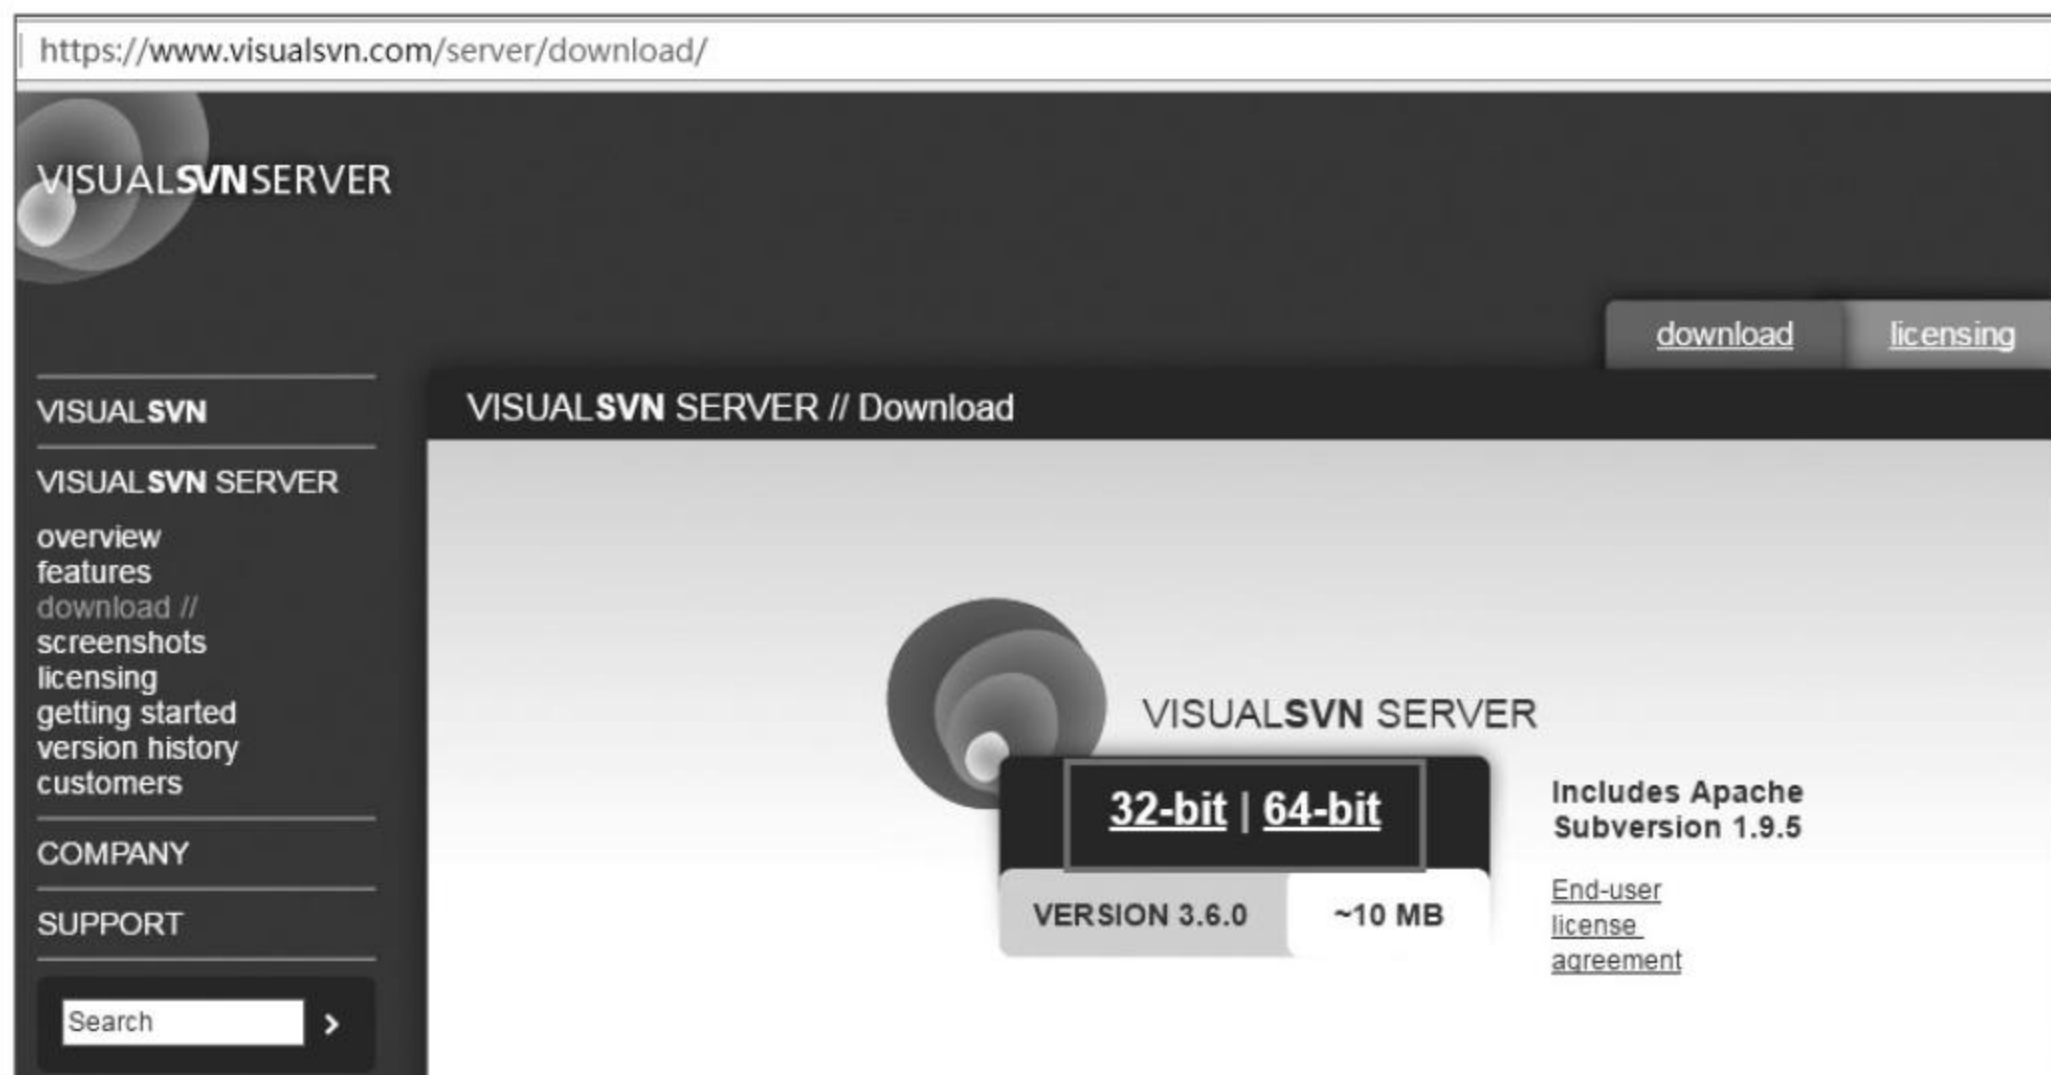 https://www.visualsvn.com/server/download/
VISUALSVNSERVER
download
licensing
VISUALSVN
VISUALSVN SERVER // Download
VISUALSVN SERVER
overview
features
download //
screenshots
licensing
getting started
version history
customers
COMPANY
SUPPORT
Search
VISUALSVN SERVER
32-bit | 64-bit
VERSION 3.6.0
~10 MB
Includes Apache
Subversion 1.9.5
End-user
license
agreement